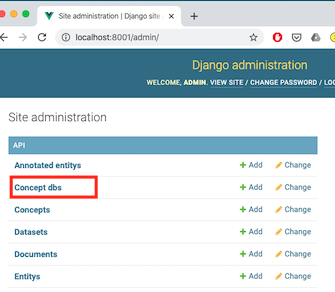 Site administration | Django site
localhost:8001/admin/
Django administration
WELCOME, ADMIN. VIEW SITE / CHANGE PASSWORD /
Site administration
API
Annotated entitys + Add Change
Concept dbs + Add Change
Concepts + Add Change
Datasets + Add Change
Documents + Add Change
Entitys + Add Change